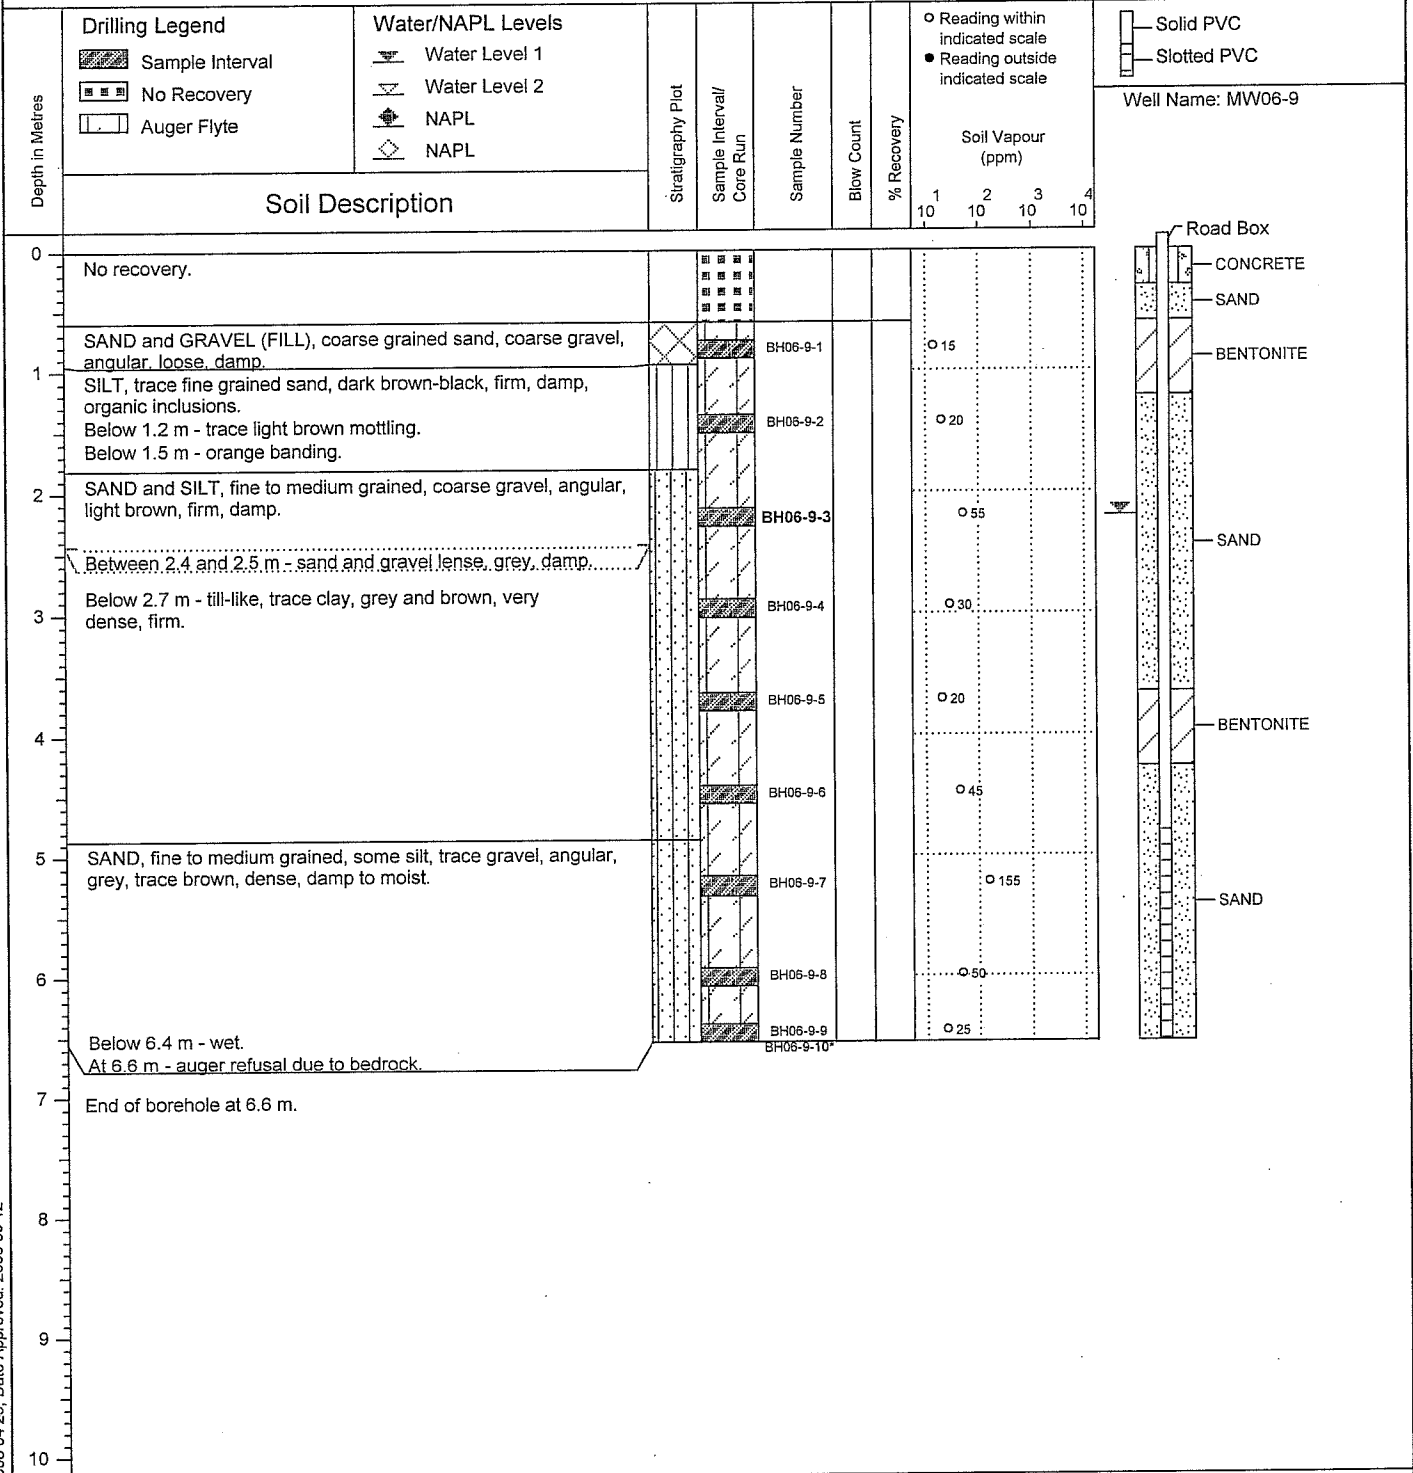 Drilling Legend
Sample Interval
No Recovery
Auger Flyte
Water/NAPL Levels
Water Level 1
Water Level 2
NAPL
NAPL
Reading within
indicated scale
Reading outside
indicated scale
Solid PVC
Slotted PVC
Well Name: MW06-9
Depth in Metres
Soil Description
Stratigraphy Plot
Sample Interval/
Core Run
Sample Number
Blow Count
% Recovery
Soil Vapour
(ppm)
10 1 10 2 10 3 10 4
Road Box
CONCRETE
SAND
BENTONITE
SAND
BENTONITE
SAND
0
1
2
3
4
5
6
7
8
9
10
No recovery.
SAND and GRAVEL (FILL), coarse grained sand, coarse gravel,
angular, loose, damp.
SILT, trace fine grained sand, dark brown-black, firm, damp,
organic inclusions.
Below 1.2 m - trace light brown mottling.
Below 1.5 m - orange banding.
SAND and SILT, fine to medium grained, coarse gravel, angular,
light brown, firm, damp.
Between 2.4 and 2.5 m - sand and gravel lense, grey, damp.
Below 2.7 m - till-like, trace clay, grey and brown, very
dense, firm.
SAND, fine to medium grained, some silt, trace gravel, angular,
grey, trace brown, dense, damp to moist.
Below 6.4 m - wet.
At 6.6 m - auger refusal due to bedrock.
End of borehole at 6.6 m.
BH06-9-1 15
BH06-9-2 20
BH06-9-3 55
BH06-9-4 30
BH06-9-5 20
BH06-9-6 45
BH06-9-7 155
BH06-9-8 50
BH06-9-9 25
BH06-9-10*